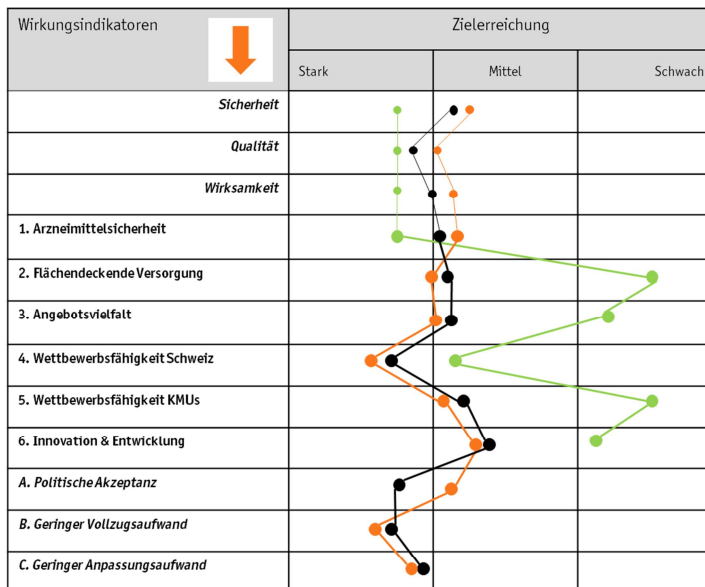 Wirkungsindikatoren
Zielerreichung
Stark Mittel Schwach
Sicherheit
Qualität
Wirksamkeit
1. Arzneimittelsicherheit
2. Flächendeckende Versorgung
3. Angebotsvielfalt
4. Wettbewerbsfähigkeit Schweiz
5. Wettbewerbsfähigkeit KMUs
6. Innovation & Entwicklung
A. Politische Akzeptanz
B. Geringer Vollzugsaufwand
C. Geringer Anpassungsaufwand